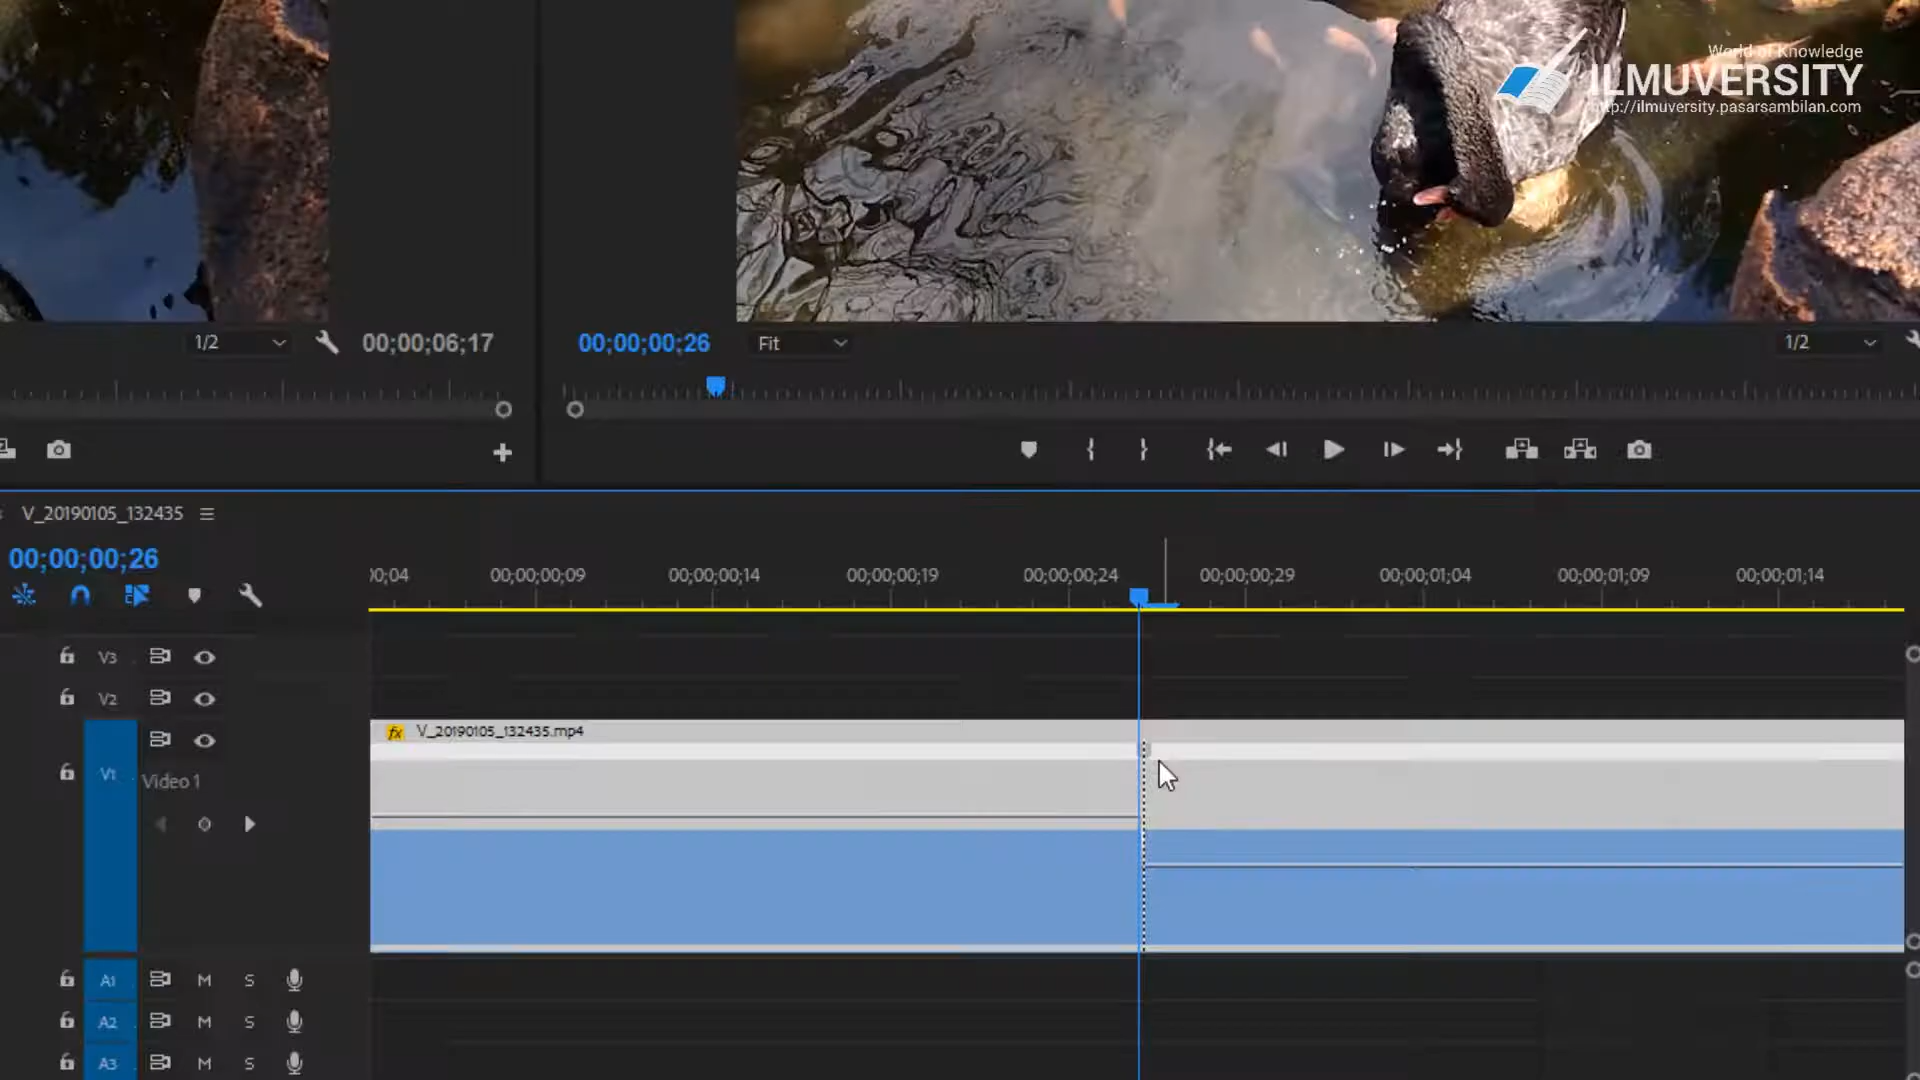 World of Knowledge
ILMUVERSITY
http://ilmuversity.pasarsambilan.com
1/2
00;00;06;17
00;00;00;26
Fit
1/2
V_20190105_132435
00;00;00;26
00;04
00;00;00;09
00;00;00;14
00;00;00;19
00;00;00;24
00;00;00;29
00;00;01;04
00;00;01;09
00;00;01;14
V3
V2
fx V_20190105_132435.mp4
V1
Video 1
A1 M S
A2 M S
A3 M S